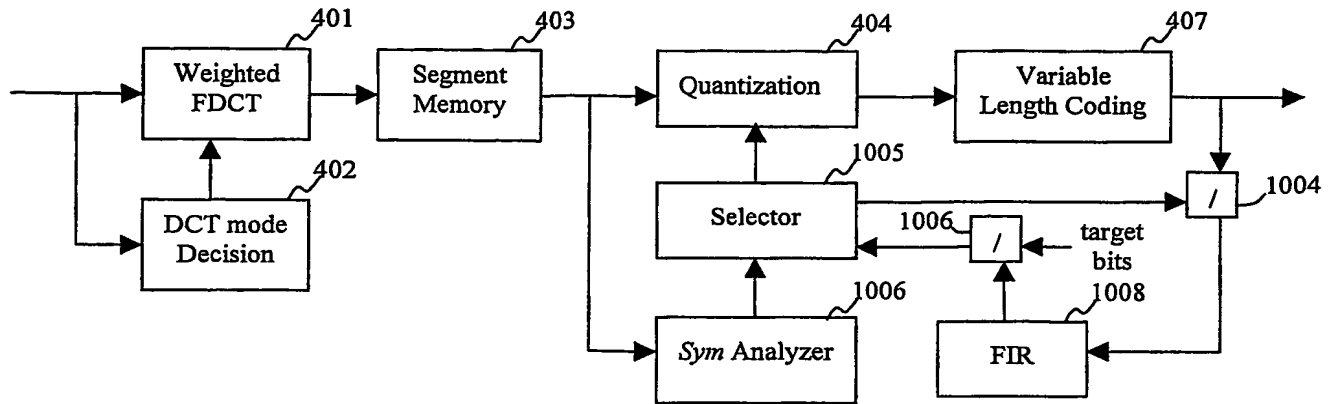 401
403
404
407
Weighted
FDCT
Segment
Memory
Quantization
Variable
Length Coding
402
1005
1004
DCT mode
Decision
Selector
1006
/
/
target
bits
1006
1008
Sym Analyzer
FIR